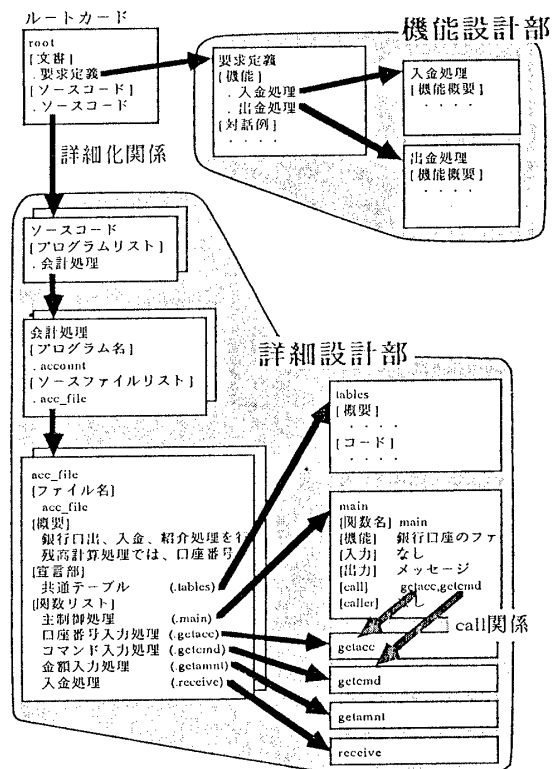 ルートカード
root
[文書]
. 要求定義
[ソースコード]
. ソースコード
詳細化関係
機能設計部
要求定義
[機能]
. 入金処理
. 出金処理
[対話例]
. . . .
入金処理
[機能概要]
. . . .
出金処理
[機能概要]
. . . .
ソースコード
[プログラムリスト]
. 会計処理
会計処理
[プログラム名]
. account
[ソースファイルリスト]
. acc_file
詳細設計部
acc_file
[ファイル名]
acc_file
[概要]
銀行口出、入金、紹介処理を行
残高計算処理では、口座番号
[宣言部]
共通テーブル (.tables)
[関数リスト]
主制御処理 (.main)
口座番号入力処理 (.getacc)
コマンド入力処理 (.getcmd)
金額入力処理 (.getamnt)
入金処理 (.receive)
tables
[概要]
. . . .
[コード]
. . . .
main
[関数名] main
[機能] 銀行口座のファ
[入力] なし
[出力] メッセージ
[call] getacc,getcmd
[caller] し
call関係
getacc
getcmd
getamnt
receive